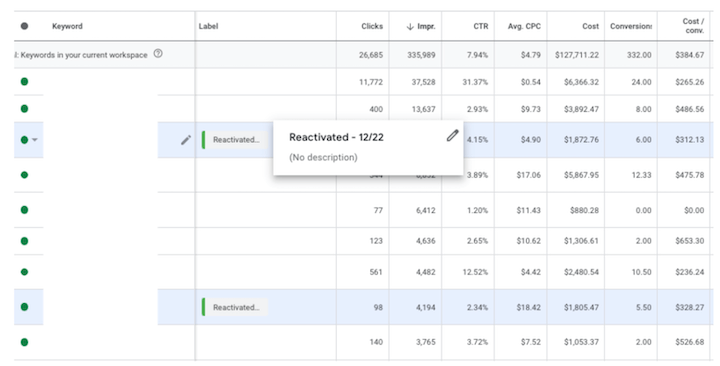 Keyword Label Clicks ↓ Impr. CTR Avg. CPC Cost Conversions Cost / conv.
l: Keywords in your current workspace 26,685 335,989 7.94% $4.79 $127,711.22 332.00 $384.67
11,772 37,528 31.37% $0.54 $6,366.32 24.00 $265.26
400 13,637 2.93% $9.73 $3,892.47 8.00 $486.56
Reactivated... 4.15% $4.90 $1,872.76 6.00 $312.13
Reactivated - 12/22
(No description)
3.89% $17.06 $5,867.95 12.33 $475.78
77 6,412 1.20% $11.43 $880.28 0.00 $0.00
123 4,636 2.65% $10.62 $1,306.61 2.00 $653.30
561 4,482 12.52% $4.42 $2,480.54 10.50 $236.24
Reactivated... 98 4,194 2.34% $18.42 $1,805.47 5.50 $328.27
140 3,765 3.72% $7.52 $1,053.37 2.00 $526.68